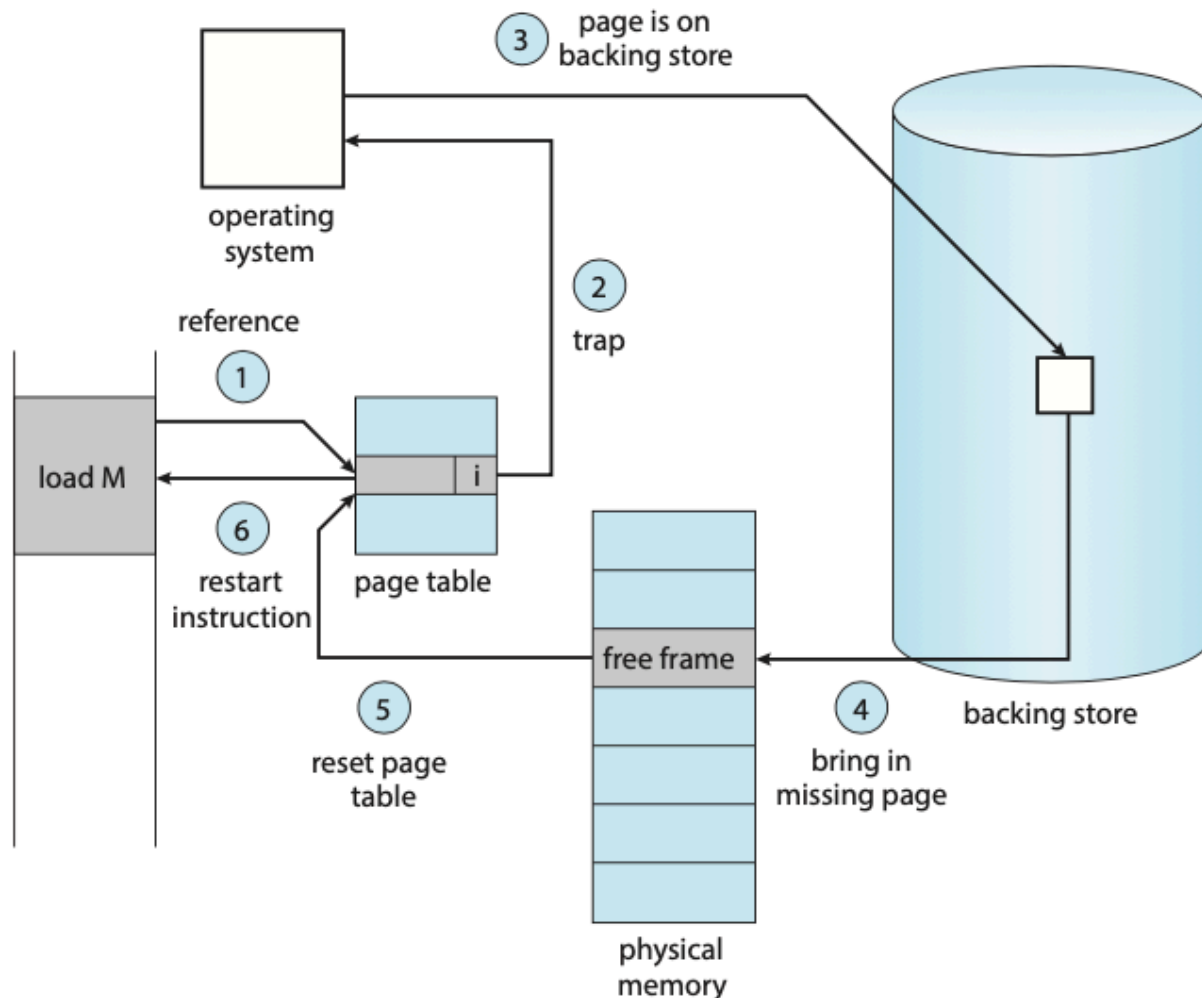 3
page is on
backing store
operating
system
2
trap
reference
1
load M
i
6
restart
instruction
page table
free frame
5
reset page
table
4
bring in
missing page
backing store
physical
memory